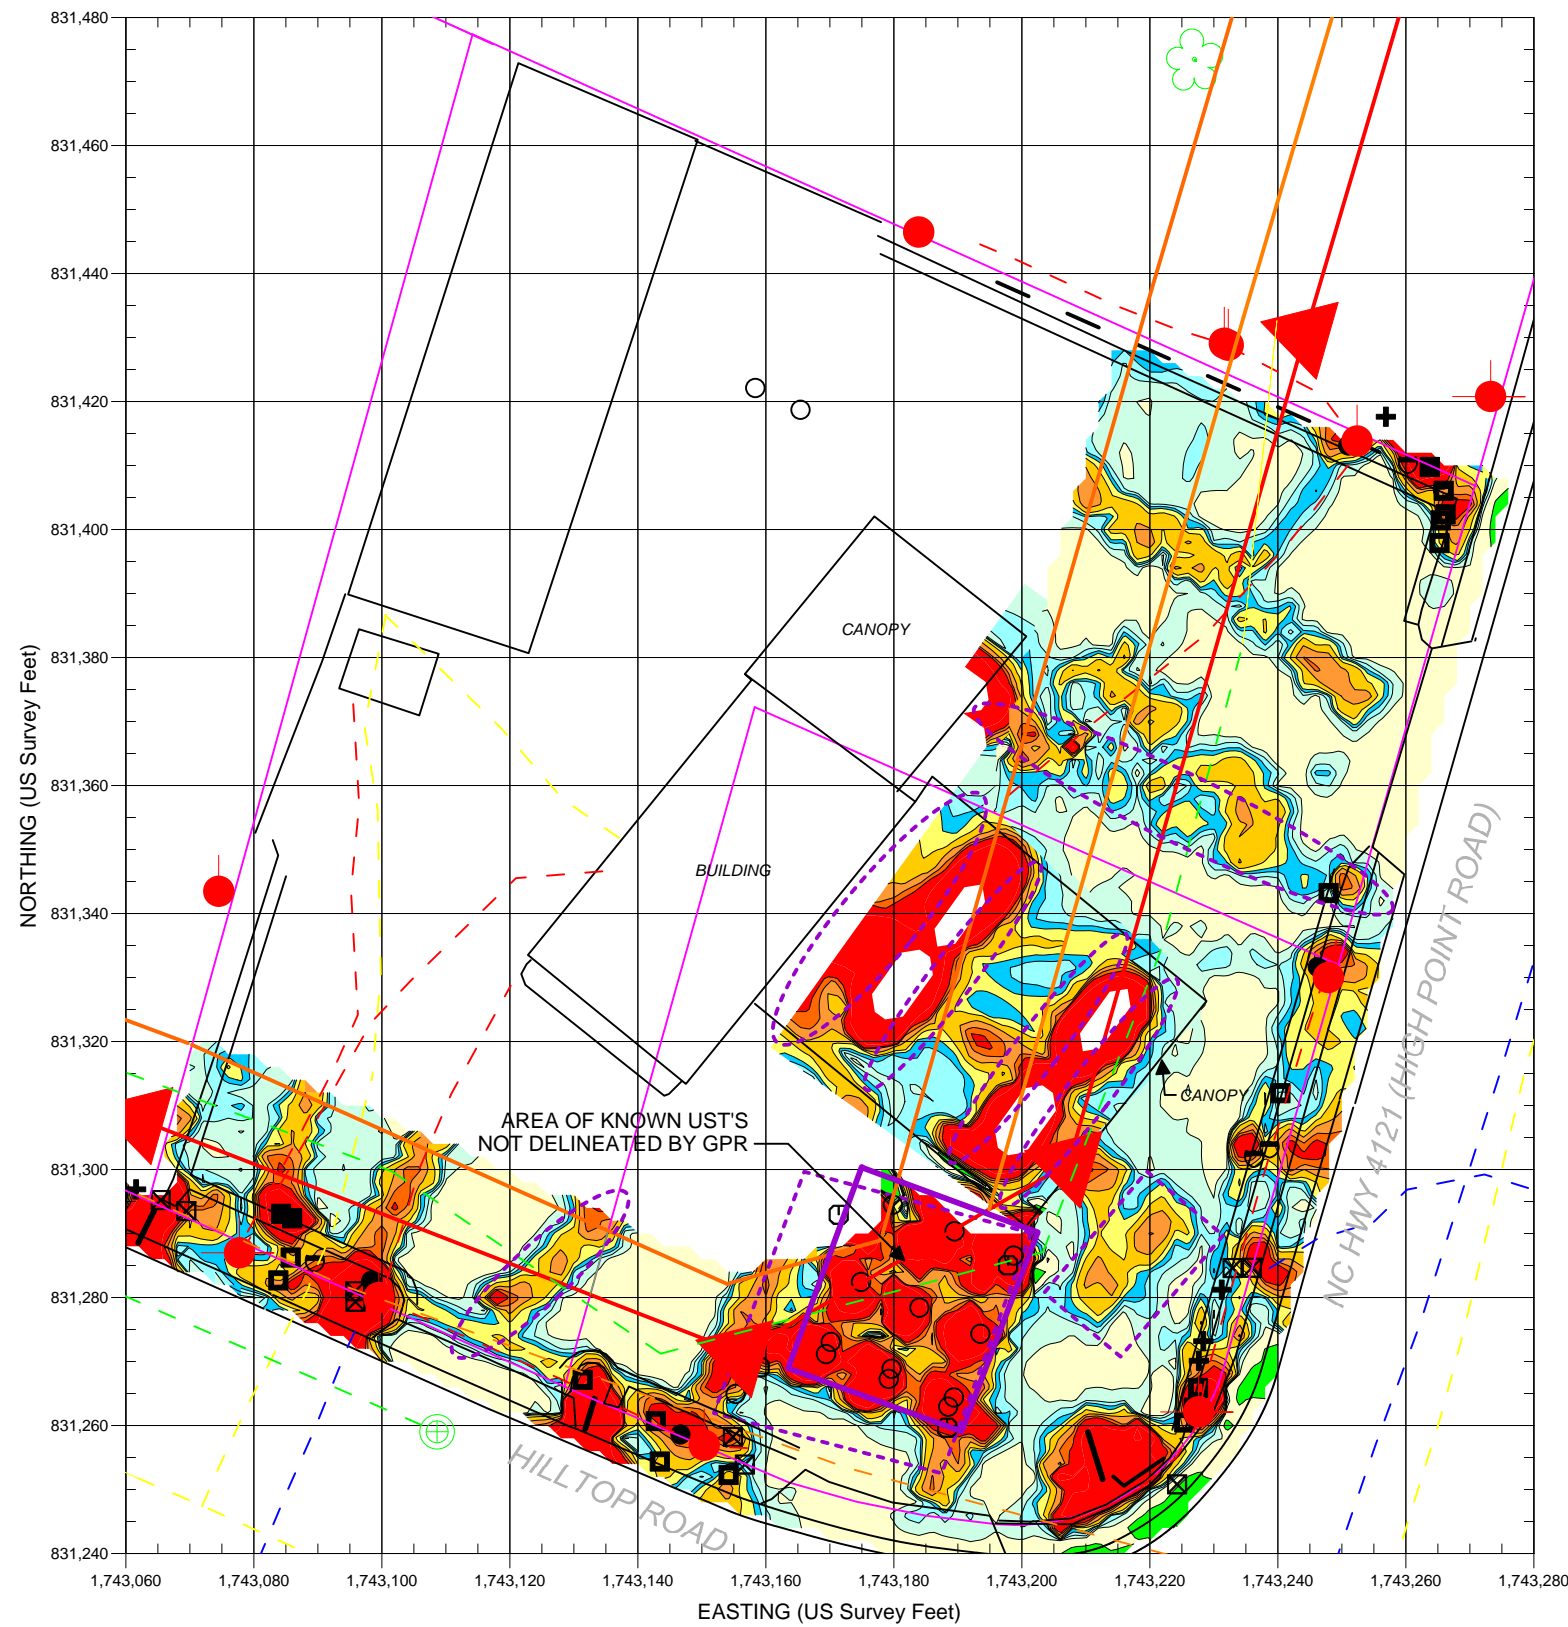 831,480
831,460
831,440
831,420
831,400
831,380
831,360
831,340
831,320
831,300
831,280
831,260
831,240
NORTHING (US Survey Feet)
CANOPY
BUILDING
CANOPY
AREA OF KNOWN UST'S
NOT DELINEATED BY GPR
NC HWY 4121 (HIGH POINT ROAD)
HILLTOP ROAD
1,743,060 1,743,080 1,743,100 1,743,120 1,743,140 1,743,160 1,743,180 1,743,200 1,743,220 1,743,240 1,743,260 1,743,280
EASTING (US Survey Feet)